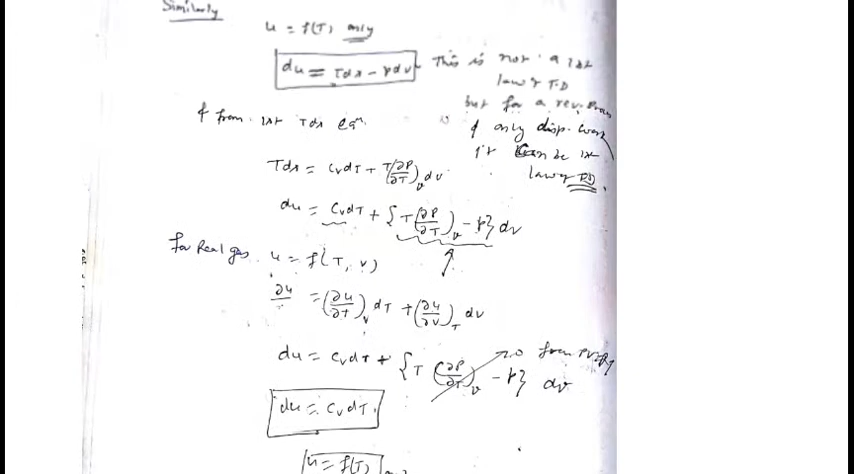 Similarly
u = f(T) only
du = Tds - pdv This is not a 1st
law of T.D
but for a rev. 
& from 1st Tds eqn.
& only disp. work
it can be 1st
law of TD.
Tds = CvdT + T(∂P/∂T)v dv
du = CvdT + {T(∂P/∂T)v - p} dv
for Real gas u = f(T, v)
∂u = (∂u/∂T)v dT + (∂u/∂v)T dv
du = CvdT + {T(∂P/∂T)v - p} dv from
du = CvdT.
u = f(T)